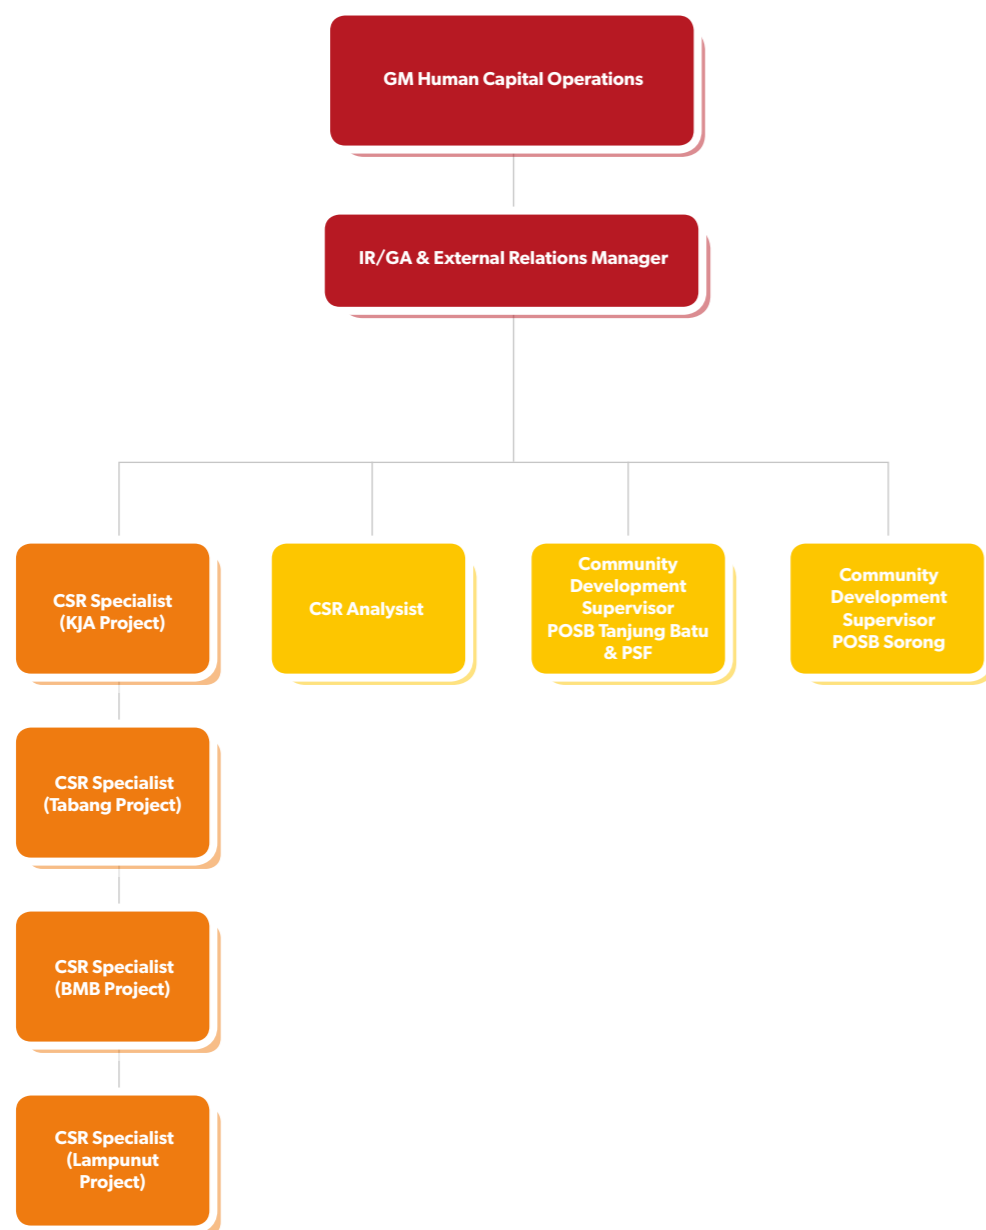 GM Human Capital Operations
IR/GA & External Relations Manager
CSR Specialist
(KJA Project)
CSR Analysist
Community
Development
Supervisor
POSB Tanjung Batu
& PSF
Community
Development
Supervisor
POSB Sorong
CSR Specialist
(Tabang Project)
CSR Specialist
(BMB Project)
CSR Specialist
(Lampunut
Project)